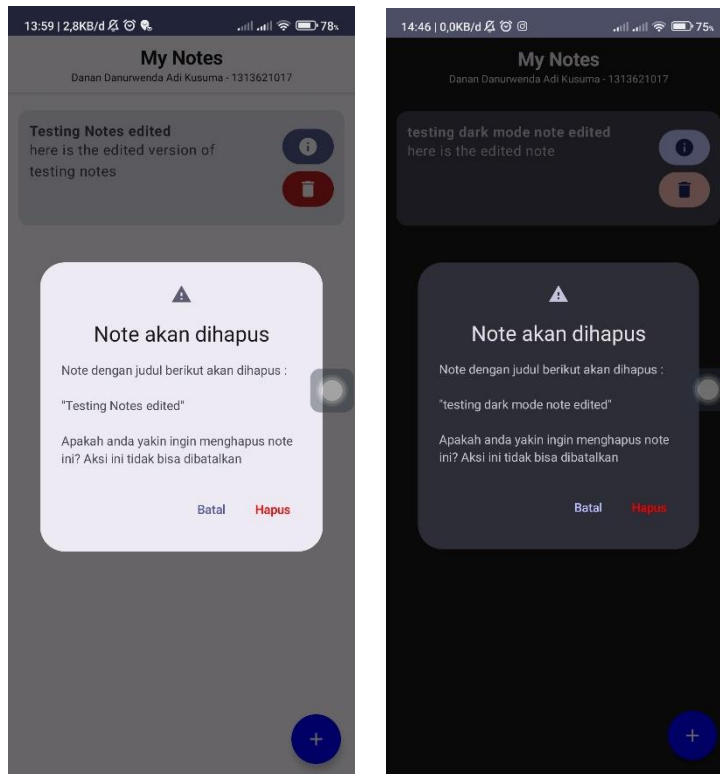 13:59 | 2,8KB/d
78%
My Notes
Danan Danurwenda Adi Kusuma - 1313621017
Testing Notes edited
here is the edited version of
testing notes
Note akan dihapus
Note dengan judul berikut akan dihapus :
"Testing Notes edited"
Apakah anda yakin ingin menghapus note
ini? Aksi ini tidak bisa dibatalkan
Batal
Hapus
14:46 | 0,0KB/d
75%
My Notes
Danan Danurwenda Adi Kusuma - 1313621017
testing dark mode note edited
here is the edited note
Note akan dihapus
Note dengan judul berikut akan dihapus :
"testing dark mode note edited"
Apakah anda yakin ingin menghapus note
ini? Aksi ini tidak bisa dibatalkan
Batal
Hapus